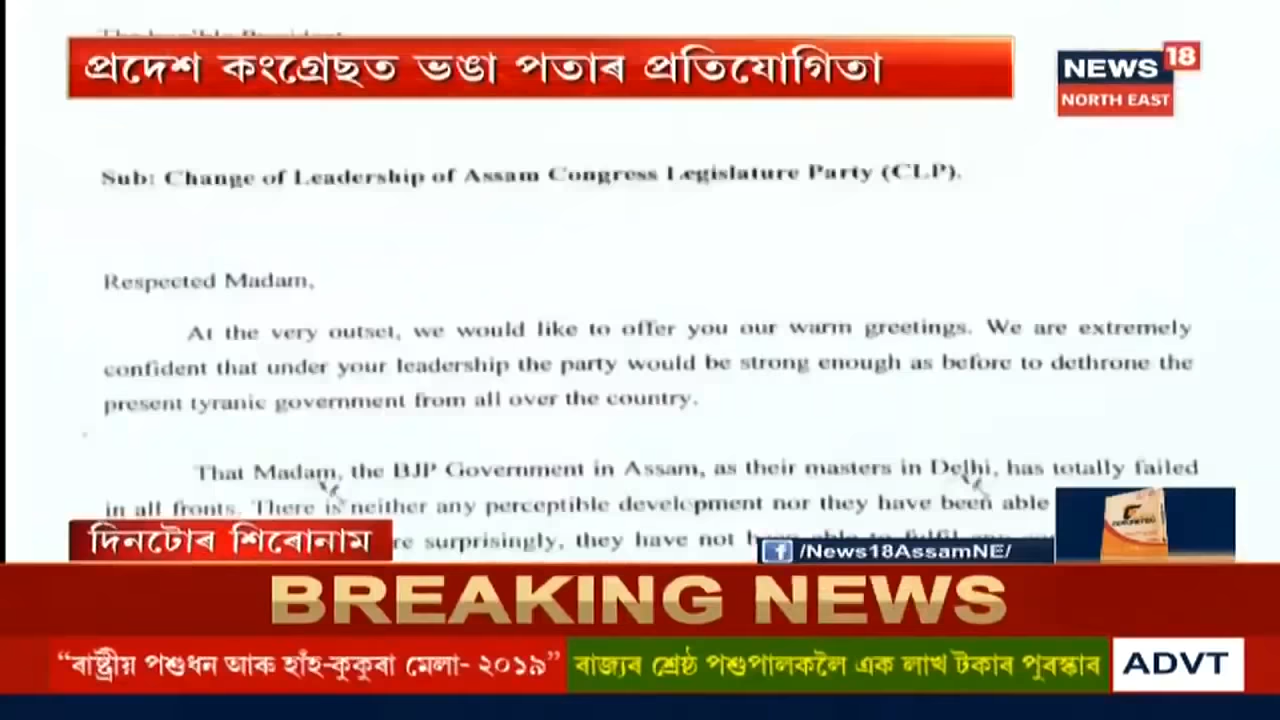 প্ৰদেশ কংগ্ৰেছত ভঙা পতাৰ প্ৰতিযোগিতা
NEWS 18
NORTH EAST
Sub: Change of Leadership of Assam Congress Legislature Party (CLP).
Respected Madam,
At the very outset, we would like to offer you our warm greetings. We are extremely
confident that under your leadership the party would be strong enough as before to dethrone the
present tyranic government from all over the country.
That Madam, the BJP Government in Assam, as their masters in Delhi, has totally failed
in all fronts. There is neither any perceptible development nor they have been able
surprisingly, they have not
দিনটোৰ শিৰোনাম
/News18AssamNE/
BREAKING NEWS
“ৰাষ্ট্ৰীয় পশুধন আৰু হাঁহ-কুকুৰা মেলা- ২০১৯”
ৰাজ্যৰ শ্ৰেষ্ঠ পশুপালকলৈ এক লাখ টকাৰ পুৰস্কাৰ
ADVT